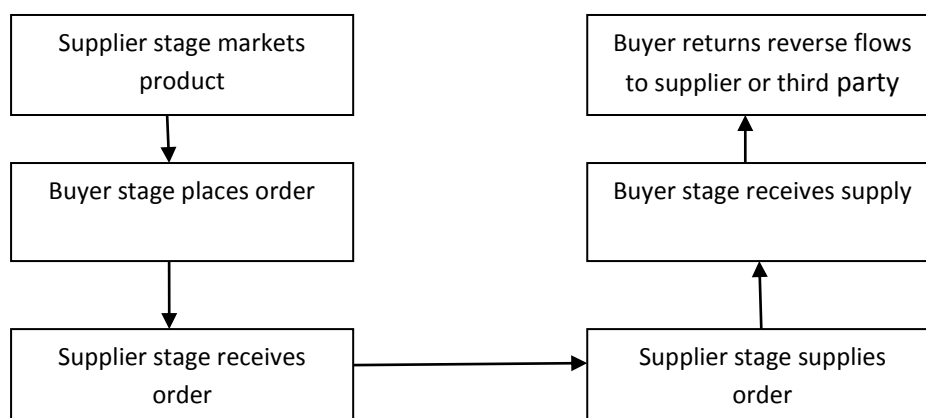 Supplier stage markets
product
Buyer stage places order
Supplier stage receives
order
Supplier stage supplies
order
Buyer stage receives supply
Buyer returns reverse flows
to supplier or third party